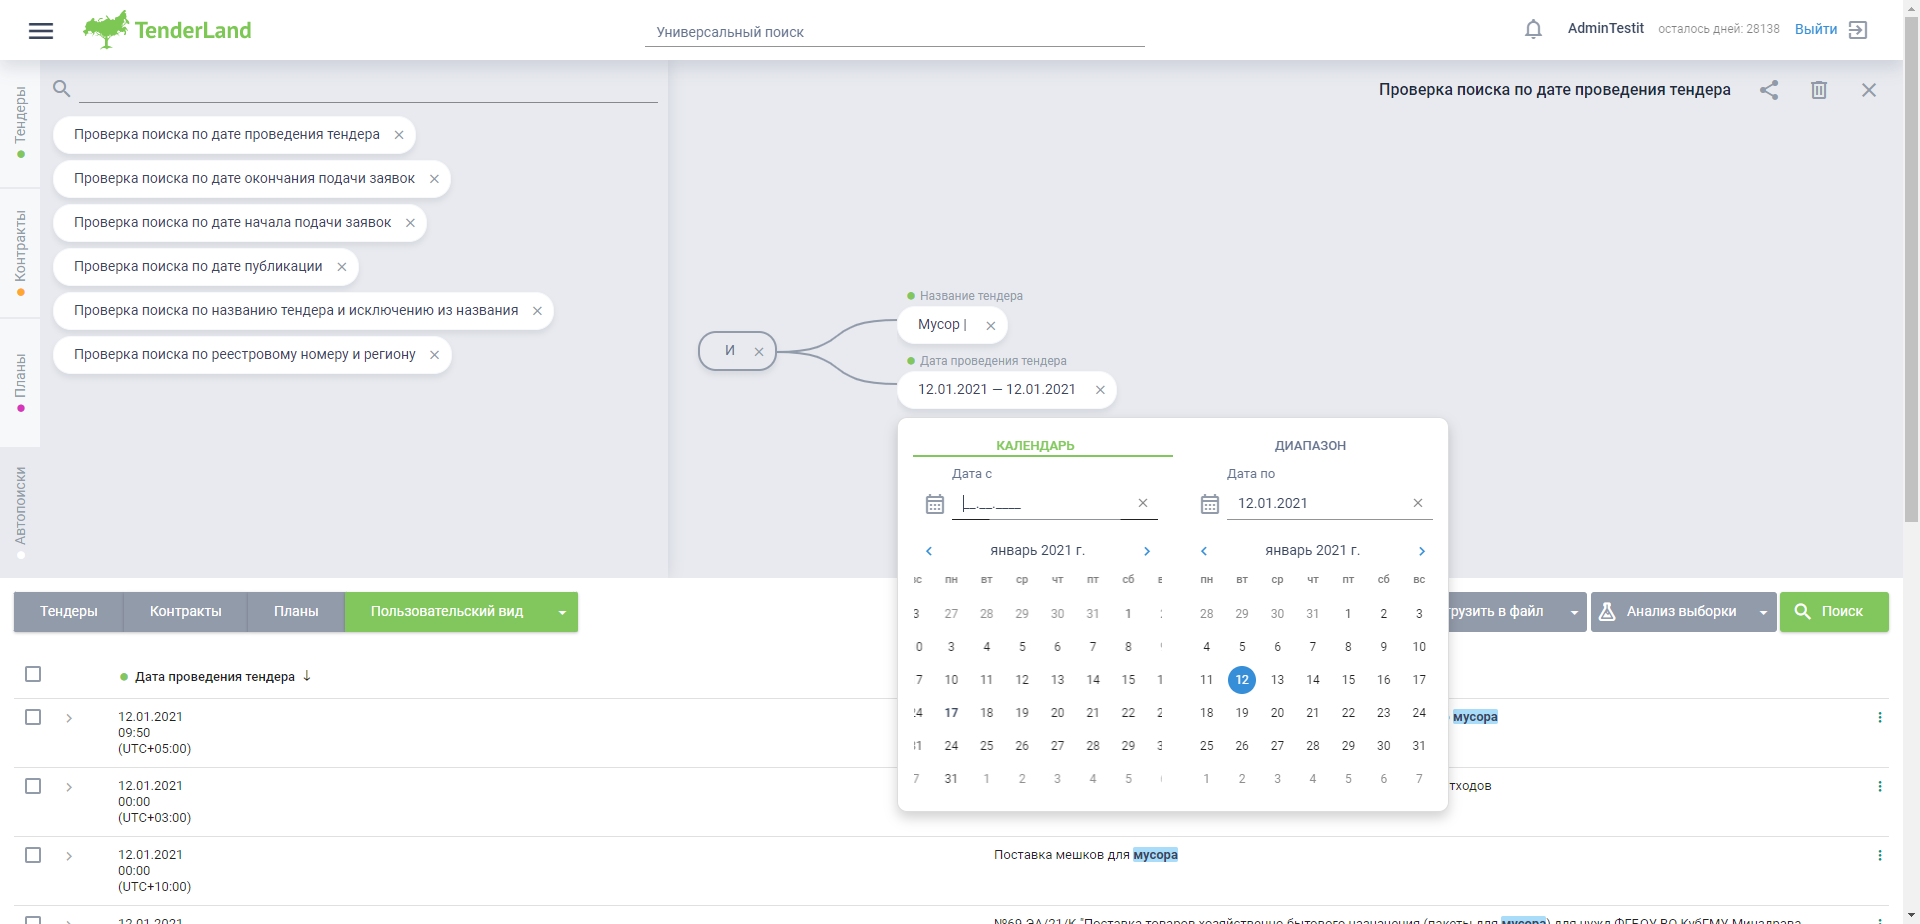 TenderLand
Универсальный поиск
AdminTestit
осталось дней: 28138
Выйти
Тендеры
Контракты
Планы
Автопоиски
Проверка поиска по дате проведения тендера
Проверка поиска по дате окончания подачи заявок
Проверка поиска по дате начала подачи заявок
Проверка поиска по дате публикации
Проверка поиска по названию тендера и исключению из названия
Проверка поиска по реестровому номеру и региону
Проверка поиска по дате проведения тендера
И
Название тендера
Мусор |
Дата проведения тендера
12.01.2021 — 12.01.2021
КАЛЕНДАРЬ
ДИАПАЗОН
Дата с
Дата по
__.__.____
12.01.2021
январь 2021 г.
пн вт ср чт пт сб
27 28 29 30 31 1
3 4 5 6 7 8
10 11 12 13 14 15
17 18 19 20 21 22
24 25 26 27 28 29
31 1 2 3 4 5
январь 2021 г.
пн вт ср чт пт сб вс
28 29 30 31 1 2 3
4 5 6 7 8 9 10
11 12 13 14 15 16 17
18 19 20 21 22 23 24
25 26 27 28 29 30 31
1 2 3 4 5 6 7
Тендеры
Контракты
Планы
Пользовательский вид
грузить в файл
Анализ выборки
Поиск
Дата проведения тендера
12.01.2021
09:50
(UTC+05:00)
мусора
12.01.2021
00:00
(UTC+03:00)
тходов
12.01.2021
00:00
(UTC+10:00)
Поставка мешков для мусора
12.01.2021
№69 ЭА/21/К "Поставка товаров хозяйственно-бытового назначения (пакеты для мусора) для нужд ФГБОУ ВО КубГМУ Минздрава